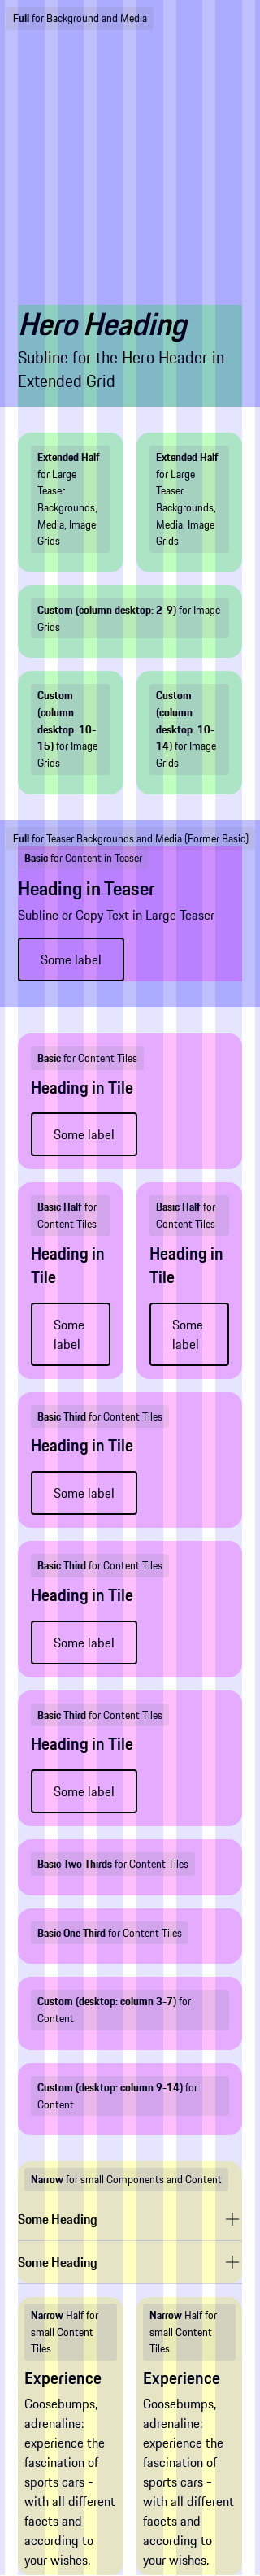 Full for Background and Media
Hero Heading
Subline for the Hero Header in
Extended Grid
Extended Half
for Large
Teaser
Backgrounds,
Media, Image
Grids
Extended Half
for Large
Teaser
Backgrounds,
Media, Image
Grids
Custom (column desktop: 2-9) for Image
Grids
Custom
(column
desktop: 10-
15) for Image
Grids
Custom
(column
desktop: 10-
14) for Image
Grids
Full for Teaser Backgrounds and Media (Former Basic)
Basic for Content in Teaser
Heading in Teaser
Subline or Copy Text in Large Teaser
Some label
Basic for Content Tiles
Heading in Tile
Some label
Basic Half for
Content Tiles
Heading in
Tile
Some
label
Basic Half for
Content Tiles
Heading in
Tile
Some
label
Basic Third for Content Tiles
Heading in Tile
Some label
Basic Third for Content Tiles
Heading in Tile
Some label
Basic Third for Content Tiles
Heading in Tile
Some label
Basic Two Thirds for Content Tiles
Basic One Third for Content Tiles
Custom (desktop: column 3-7) for
Content
Custom (desktop: column 9-14) for
Content
Narrow for small Components and Content
Some Heading
Some Heading
Narrow Half for
small Content
Tiles
Experience
Goosebumps,
adrenaline:
experience the
fascination of
sports cars -
with all different
facets and
according to
your wishes.
Narrow Half for
small Content
Tiles
Experience
Goosebumps,
adrenaline:
experience the
fascination of
sports cars -
with all different
facets and
according to
your wishes.